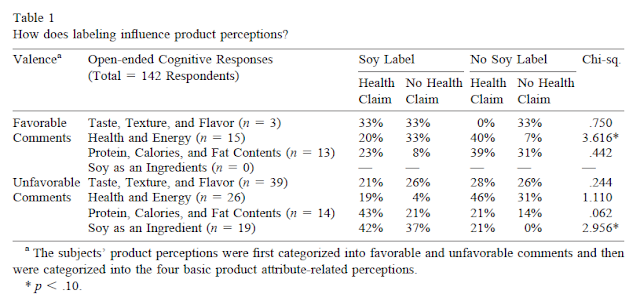 Table 1
How does labeling influence product perceptions?
Valenceª Open-ended Cognitive Responses Soy Label No Soy Label Chi-sq.
(Total = 142 Respondents)
Health No Health Health No Health
Claim Claim Claim Claim
Favorable Taste, Texture, and Flavor (n = 3) 33% 33% 0% 33% .750
Comments Health and Energy (n = 15) 20% 33% 40% 7% 3.616*
Protein, Calories, and Fat Contents (n = 13) 23% 8% 39% 31% .442
Soy as an Ingredients (n = 0) — — — — —
Unfavorable Taste, Texture, and Flavor (n = 39) 21% 26% 28% 26% .244
Comments Health and Energy (n = 26) 19% 4% 46% 31% 1.110
Protein, Calories, and Fat Contents (n = 14) 43% 21% 21% 14% .062
Soy as an Ingredient (n = 19) 42% 37% 21% 0% 2.956*
ª The subjects' product perceptions were first categorized into favorable and unfavorable comments and then
were categorized into the four basic product attribute-related perceptions.
* p < .10.